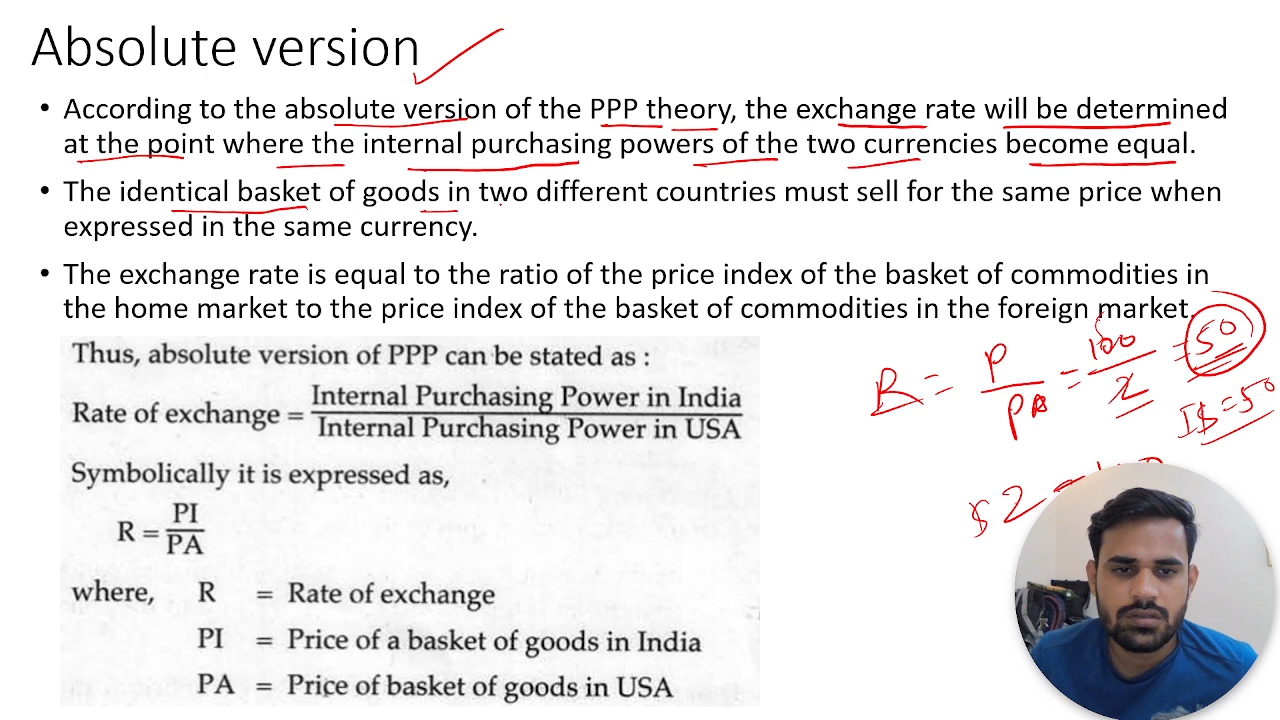 Absolute version
• According to the absolute version of the PPP theory, the exchange rate will be determined
at the point where the internal purchasing powers of the two currencies become equal.
• The identical basket of goods in two different countries must sell for the same price when
expressed in the same currency.
• The exchange rate is equal to the ratio of the price index of the basket of commodities in
the home market to the price index of the basket of commodities in the foreign market.
Thus, absolute version of PPP can be stated as :
Rate of exchange = Internal Purchasing Power in India
Internal Purchasing Power in USA
Symbolically it is expressed as,
R = PI
PA
where, R = Rate of exchange
PI = Price of a basket of goods in India
PA = Price of basket of goods in USA
R = P = 100 = 50
PA 2
1$ = 50
$2